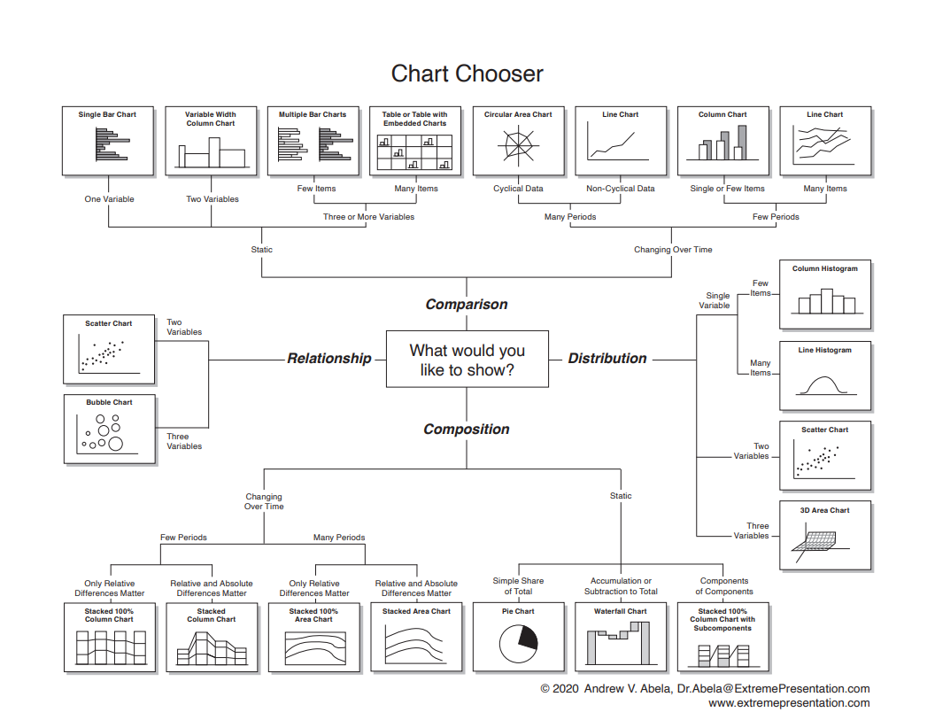 Chart Chooser
Single Bar Chart
Variable Width
Column Chart
Multiple Bar Charts
Table or Table with
Embedded Charts
Circular Area Chart
Line Chart
Column Chart
Line Chart
One Variable
Two Variables
Few Items
Many Items
Cyclical Data
Non-Cyclical Data
Single or Few Items
Many Items
Three or More Variables
Many Periods
Few Periods
Static
Changing Over Time
Comparison
What would you
like to show?
Relationship
Two
Variables
Scatter Chart
Three
Variables
Bubble Chart
Distribution
Single
Variable
Few
Items
Column Histogram
Many
Items
Line Histogram
Two
Variables
Scatter Chart
Three
Variables
3D Area Chart
Composition
Changing
Over Time
Static
Few Periods
Many Periods
Only Relative
Differences Matter
Relative and Absolute
Differences Matter
Only Relative
Differences Matter
Relative and Absolute
Differences Matter
Simple Share
of Total
Accumulation or
Subtraction to Total
Components
of Components
Stacked 100%
Column Chart
Stacked
Column Chart
Stacked 100%
Area Chart
Stacked Area Chart
Pie Chart
Waterfall Chart
Stacked 100%
Column Chart with
Subcomponents
© 2020 Andrew V. Abela, Dr.Abela@ExtremePresentation.com
www.extremepresentation.com